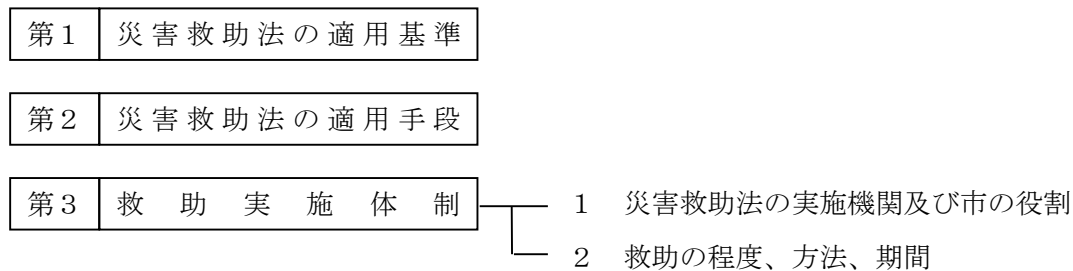 第１ 災害救助法の適用基準
第２ 災害救助法の適用手段
第３ 救助実施体制
１ 災害救助法の実施機関及び市の役割
２ 救助の程度、方法、期間